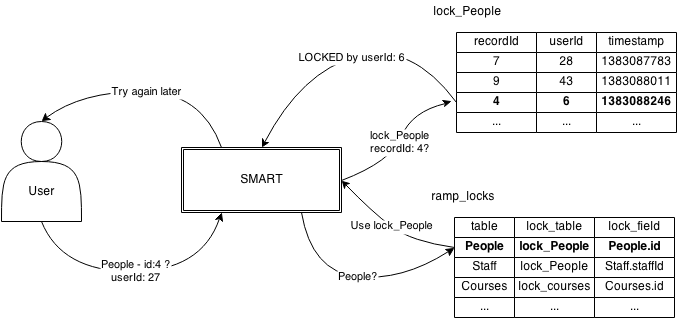 lock_People
recordId userId timestamp
7 28 1383087783
9 43 1383088011
4 6 1383088246
... ... ...
LOCKED by userId: 6
Try again later
lock_People
recordId: 4?
User
SMART
ramp_locks
Use lock_People
table lock_table lock_field
People lock_People People.id
Staff lock_People Staff.staffId
Courses lock_courses Courses.id
... ... ...
People - id:4 ?
userId: 27
People?